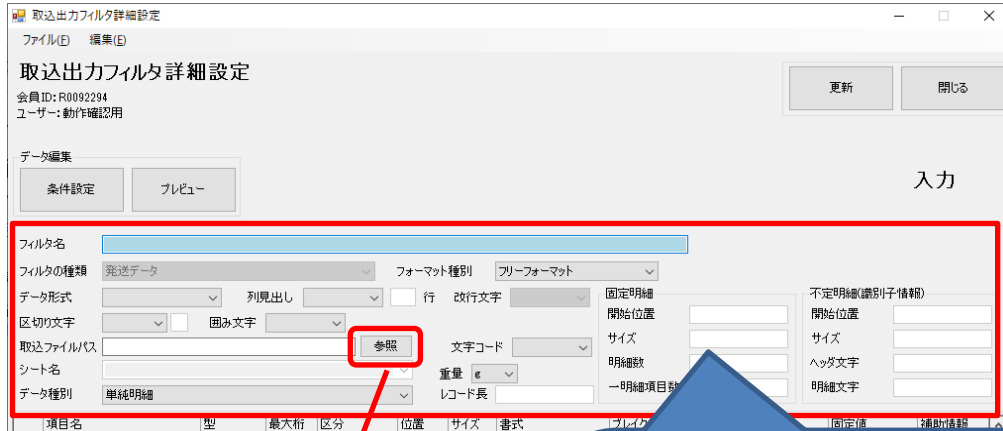 取込出力フィルタ詳細設定
ファイル(F) 編集(E)
取込出力フィルタ詳細設定
会員ID: R0092294
ユーザー: 動作確認用
更新 閉じる
データ編集
条件設定 プレビュー
入力
フィルタ名
フィルタの種類 発送データ フォーマット種別 フリーフォーマット
データ形式 列見出し 行 改行文字
区切り文字 囲み文字
取込ファイルパス 参照 文字コード
シート名 重量 g
データ種別 単純明細 レコード長
固定明細
開始位置
サイズ
明細数
一明細項目数
不定明細(識別子情報)
開始位置
サイズ
ヘッダ文字
明細文字
項目名 型 最大桁 区分 位置 サイズ 書式 固定値 補助情報